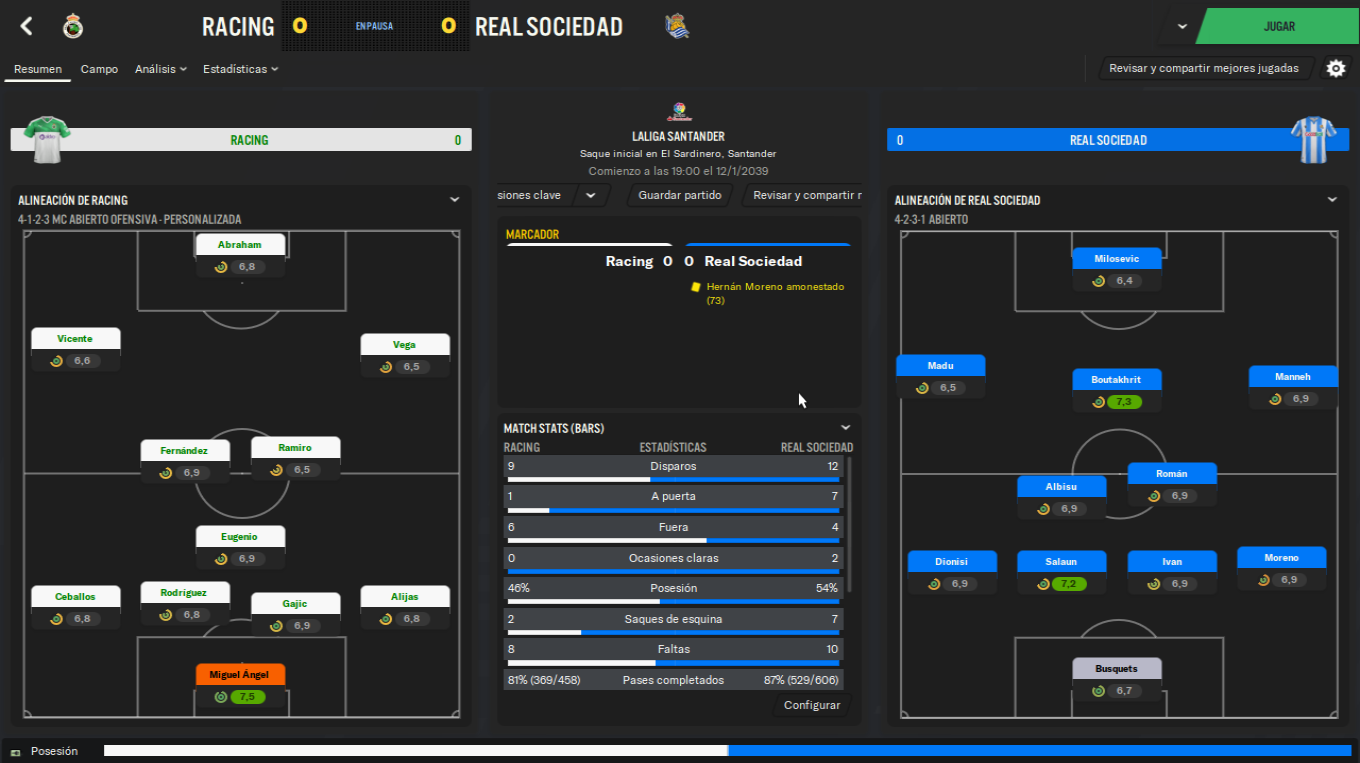 RACING 0 EN PAUSA 0 REAL SOCIEDAD
JUGAR
Resumen Campo Análisis Estadísticas
Revisar y compartir mejores jugadas
RACING 0
ALINEACIÓN DE RACING
4-1-2-3 MC ABIERTO OFENSIVA - PERSONALIZADA
Abraham
6,8
Vicente
6,6
Vega
6,5
Fernández
6,9
Ramiro
6,5
Eugenio
6,9
Ceballos
6,8
Rodríguez
6,8
Gajic
6,9
Alijas
6,8
Miguel Ángel
7,5
LALIGA SANTANDER
Saque inicial en El Sardinero, Santander
Comienzo a las 19:00 el 12/1/2039
siones clave
Guardar partido
Revisar y compartir r
MARCADOR
Racing 0 0 Real Sociedad
Hernán Moreno amonestado
(73)
MATCH STATS (BARS)
RACING ESTADÍSTICAS REAL SOCIEDAD
9 Disparos 12
1 A puerta 7
6 Fuera 4
0 Ocasiones claras 2
46% Posesión 54%
2 Saques de esquina 7
8 Faltas 10
81% (369/458) Pases completados 87% (529/606)
Configurar
0 REAL SOCIEDAD
ALINEACIÓN DE REAL SOCIEDAD
4-2-3-1 ABIERTO
Milosevic
6,4
Madu
6,5
Boutakhrit
7,3
Manneh
6,9
Albisu
6,9
Román
6,9
Dionisi
6,9
Salaun
7,2
Ivan
6,9
Moreno
6,9
Busquets
6,7
Posesión